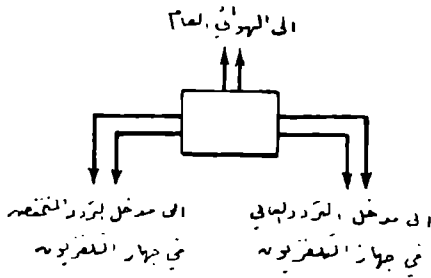 الى الهوائي العام
الى مدخل التردد العالي
في جهاز التلفزيون
الى مدخل التردد المنخفض
في جهاز التلفزيون